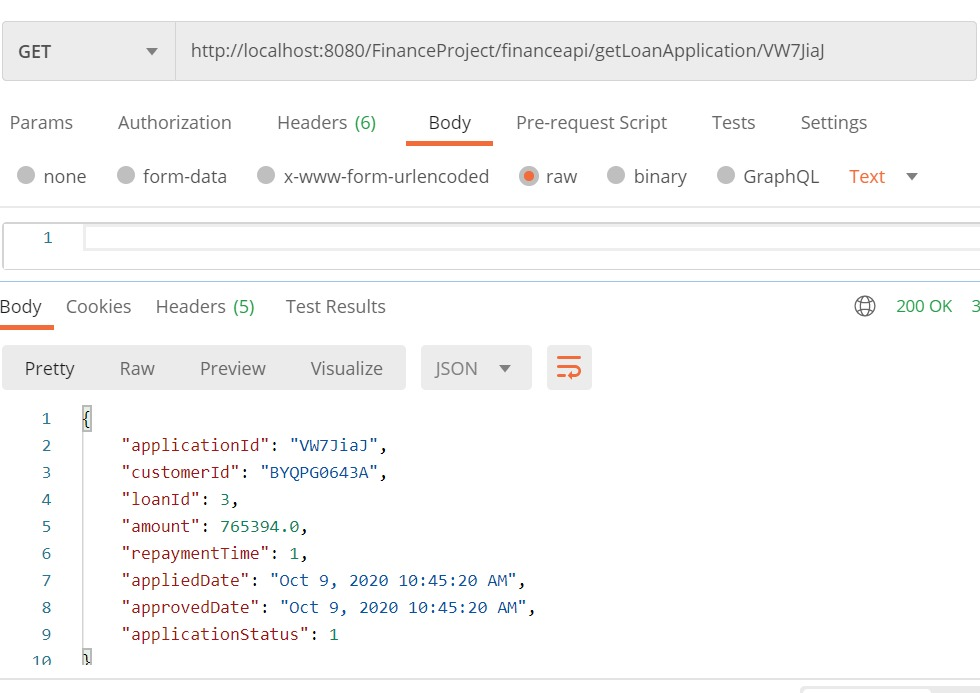 GET http://localhost:8080/FinanceProject/financeapi/getLoanApplication/VW7JiaJ
Params Authorization Headers (6) Body Pre-request Script Tests Settings
none form-data x-www-form-urlencoded raw binary GraphQL Text
1
Body Cookies Headers (5) Test Results 200 OK 3
Pretty Raw Preview Visualize JSON
1 {
2 "applicationId": "VW7JiaJ",
3 "customerId": "BYQPG0643A",
4 "loanId": 3,
5 "amount": 765394.0,
6 "repaymentTime": 1,
7 "appliedDate": "Oct 9, 2020 10:45:20 AM",
8 "approvedDate": "Oct 9, 2020 10:45:20 AM",
9 "applicationStatus": 1
10 }